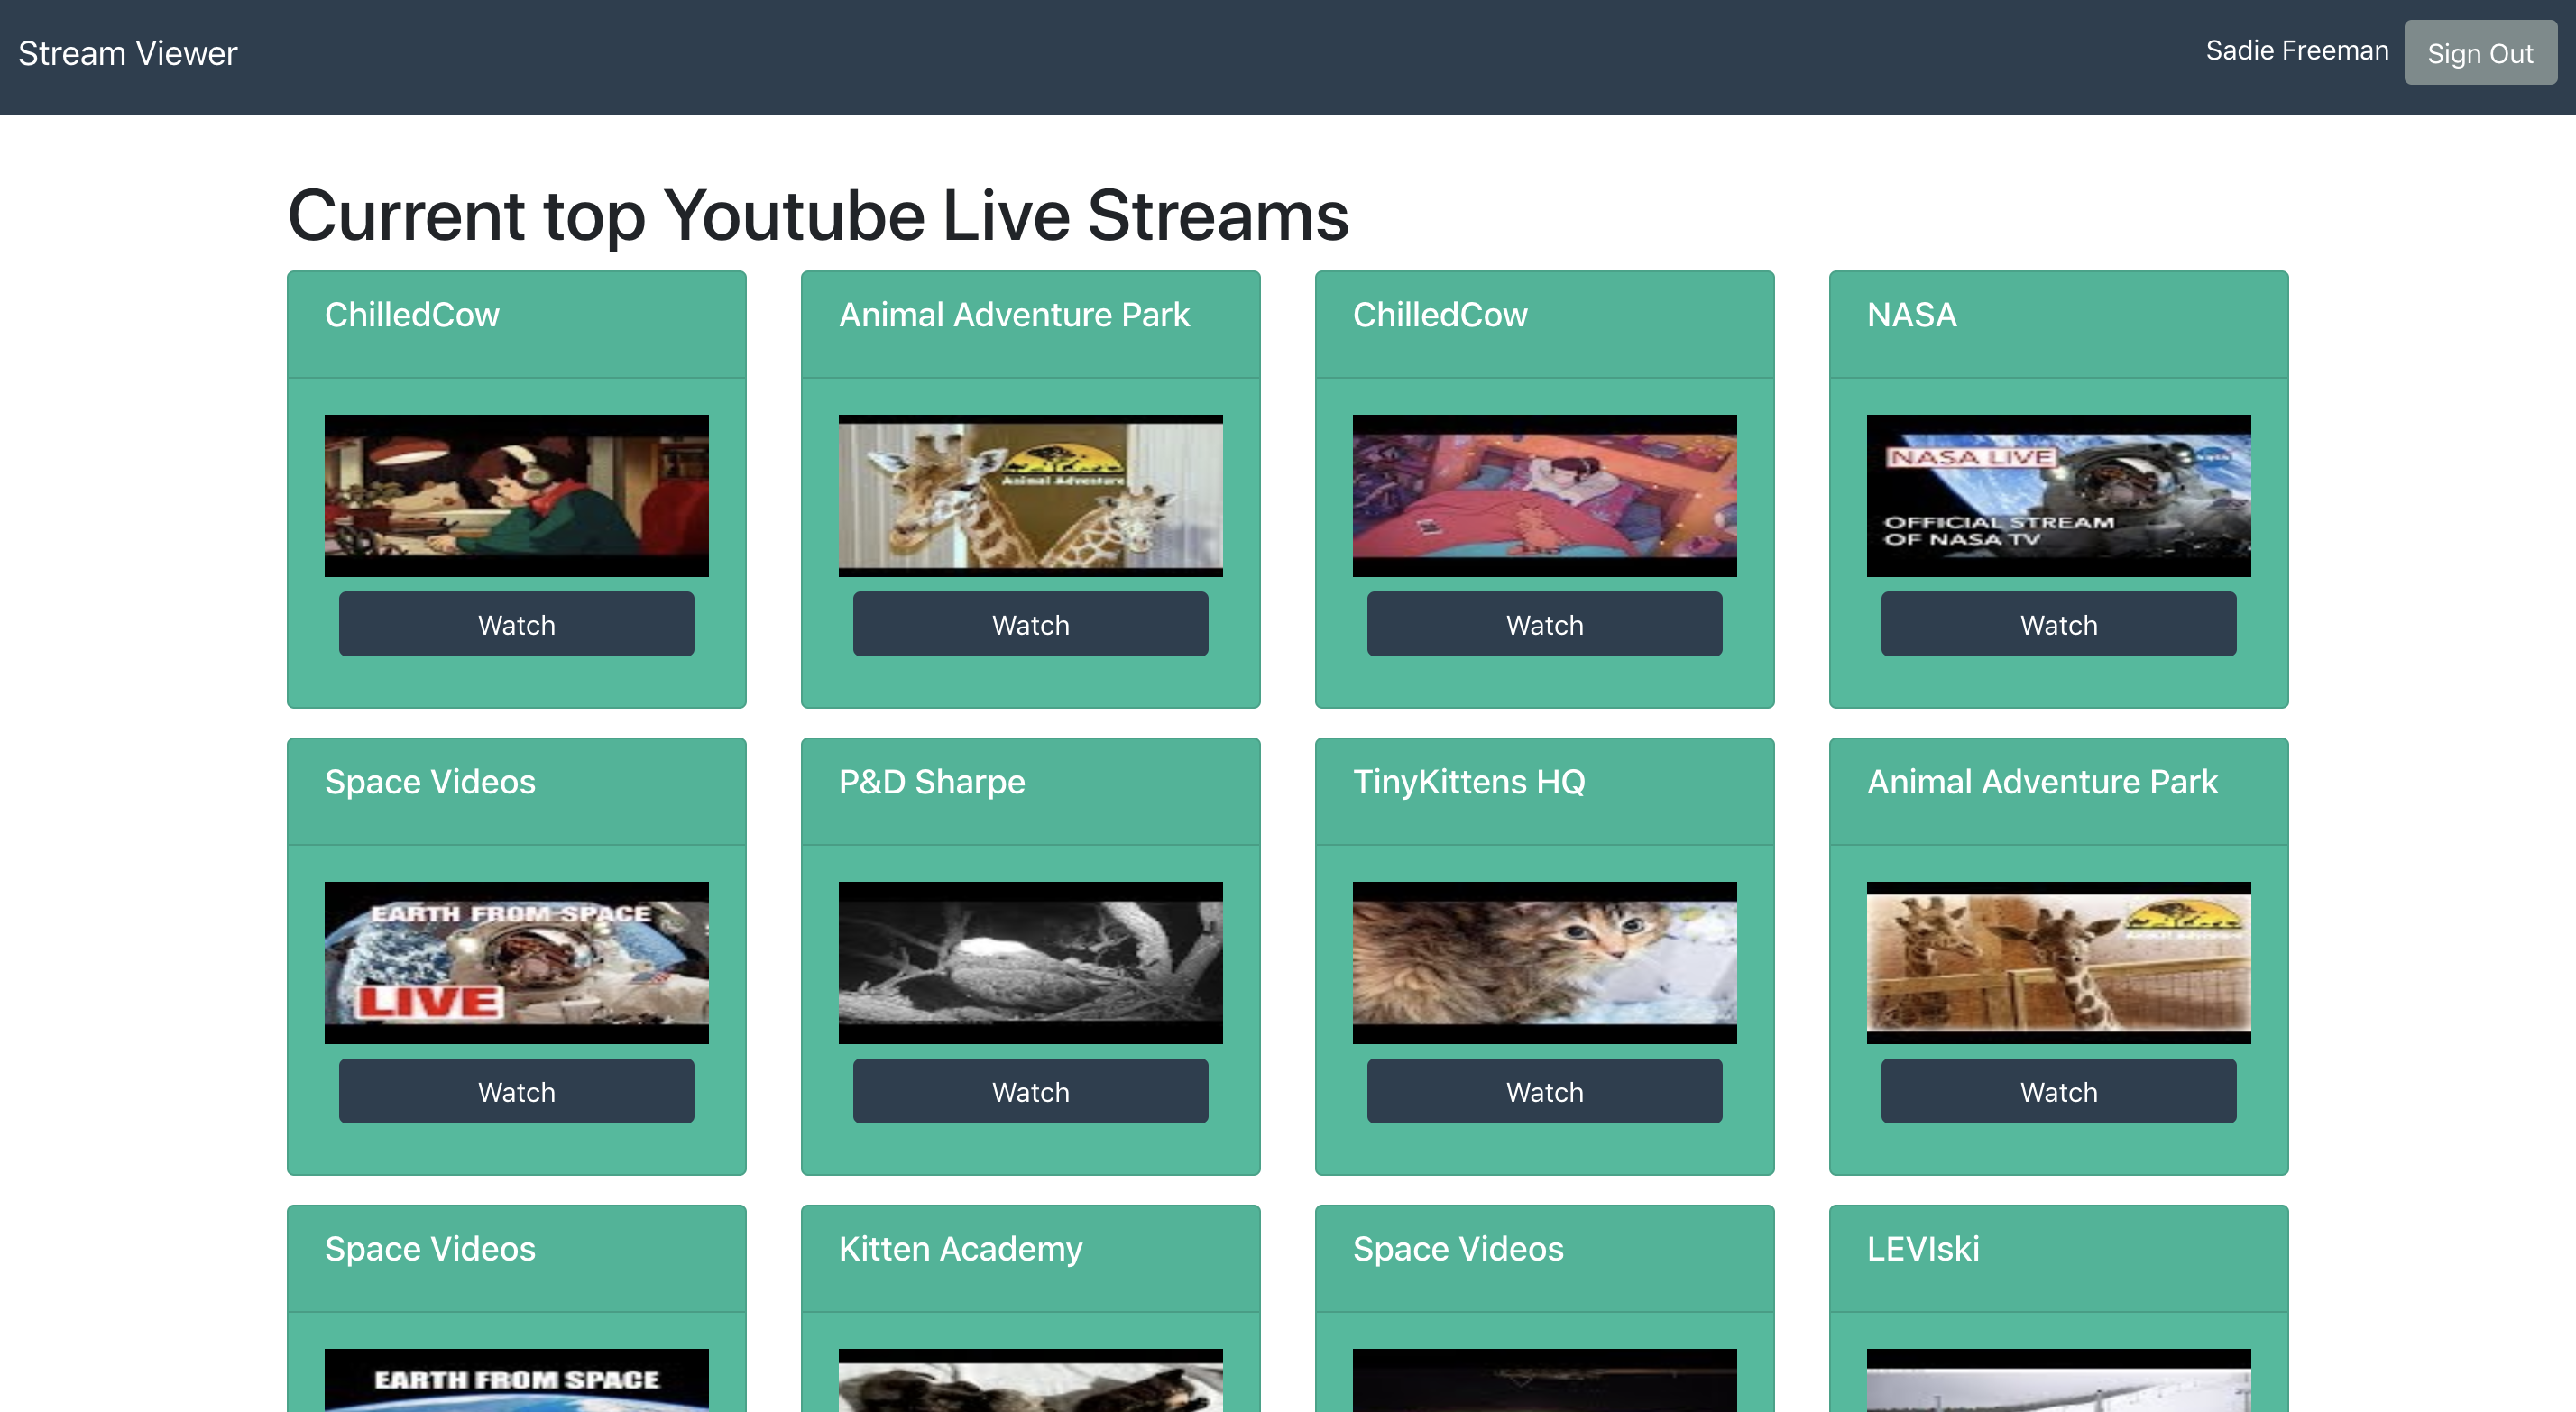 Stream Viewer
Sadie Freeman
Sign Out
Current top Youtube Live Streams
ChilledCow
Animal Adventure Park
ChilledCow
NASA
Animal Adventure
NASA LIVE
OFFICIAL STREAM
OF NASA TV
Watch
Watch
Watch
Watch
Space Videos
P&D Sharpe
TinyKittens HQ
Animal Adventure Park
EARTH FROM SPACE
LIVE
Watch
Watch
Watch
Watch
Space Videos
Kitten Academy
Space Videos
LEVIski
EARTH FROM SPACE